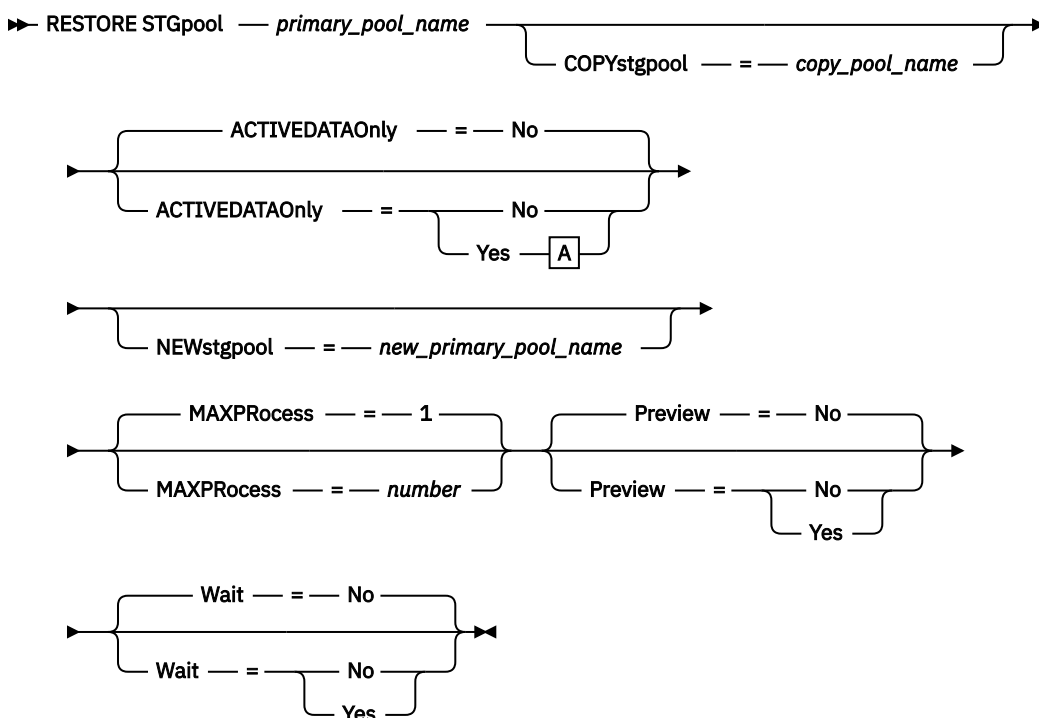 RESTORE STGpool primary_pool_name
COPYstgpool = copy_pool_name
ACTIVEDATAOnly = No
ACTIVEDATAOnly = No
Yes A
NEWstgpool = new_primary_pool_name
MAXPRocess = 1 Preview = No
MAXPRocess = number Preview = No
Yes
Wait = No
Wait = No
Yes